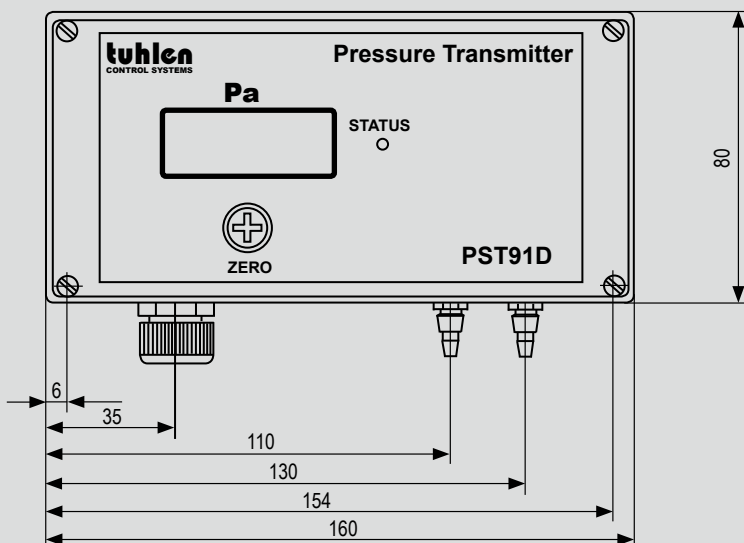 tuhlen
CONTROL SYSTEMS
Pressure Transmitter
Pa
STATUS
ZERO
PST91D
80
6
35
110
130
154
160